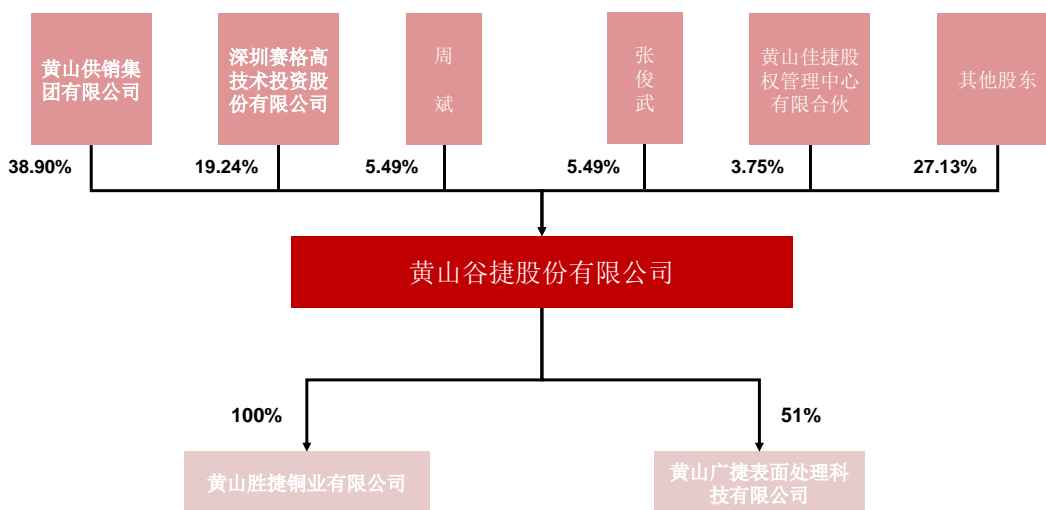 黄山供销集
团有限公司
深圳赛格高
技术投资股
份有限公司
周
斌
张
俊
武
黄山佳捷股
权管理中心
有限合伙
其他股东
38.90%
19.24%
5.49%
5.49%
3.75%
27.13%
黄山谷捷股份有限公司
100%
51%
黄山胜捷铜业有限公司
黄山广捷表面处理科
技有限公司